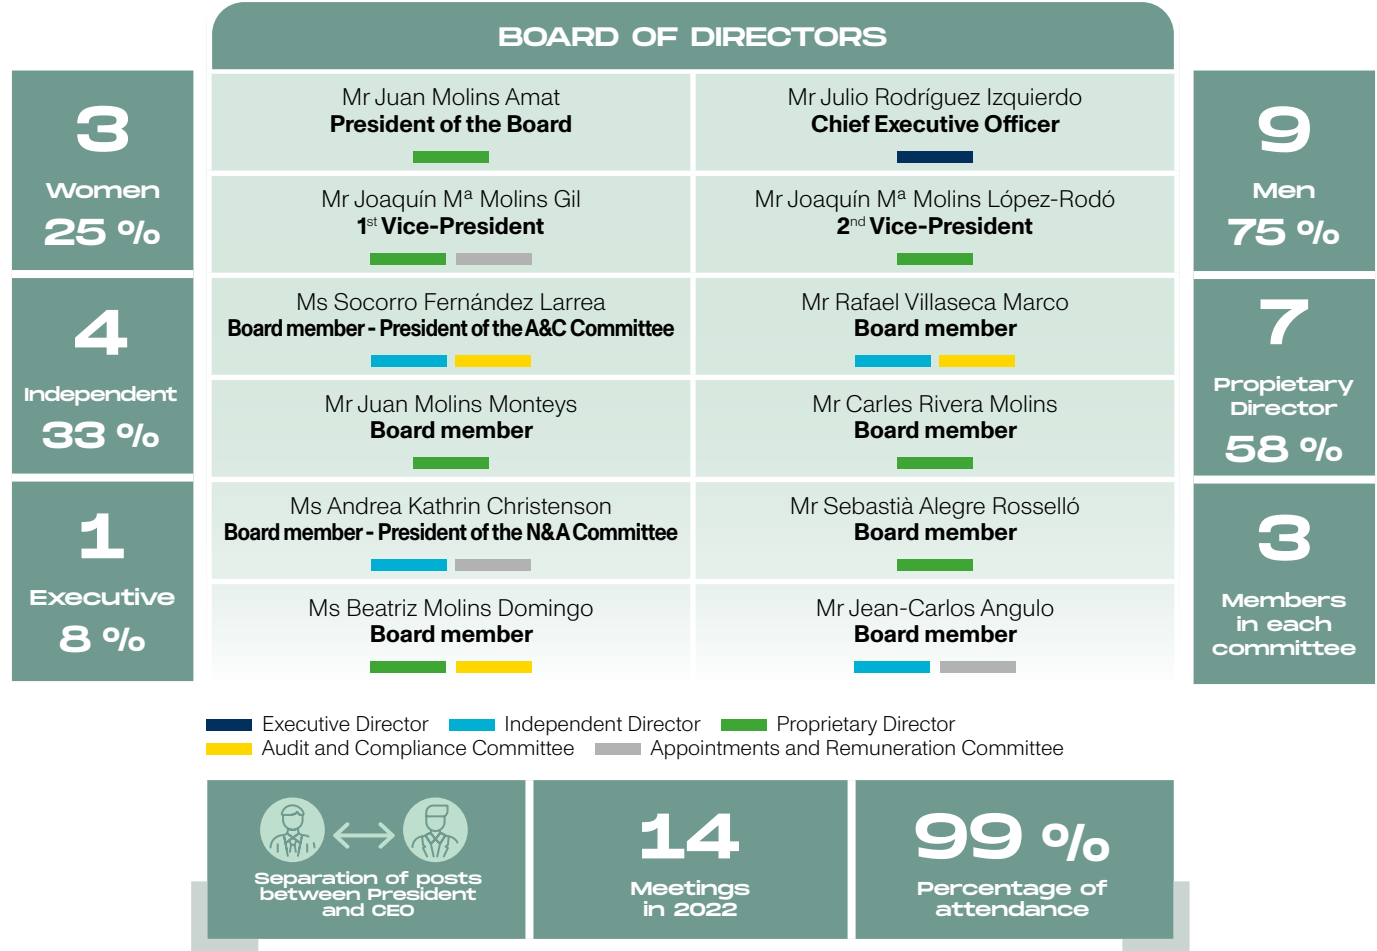 BOARD OF DIRECTORS
3
Women
25 %
4
Independent
33 %
1
Executive
8 %
Mr Juan Molins Amat
President of the Board
Mr Julio Rodríguez Izquierdo
Chief Executive Officer
Mr Joaquín Mª Molins Gil
1st Vice-President
Mr Joaquín Mª Molins López-Rodó
2nd Vice-President
Ms Socorro Fernández Larrea
Board member - President of the A&C Committee
Mr Rafael Villaseca Marco
Board member
Mr Juan Molins Monteys
Board member
Mr Carles Rivera Molins
Board member
Ms Andrea Kathrin Christenson
Board member - President of the N&A Committee
Mr Sebastià Alegre Rosselló
Board member
Ms Beatriz Molins Domingo
Board member
Mr Jean-Carlos Angulo
Board member
9
Men
75 %
7
Propietary
Director
58 %
3
Members
in each
committee
Executive Director Independent Director Proprietary Director
Audit and Compliance Committee Appointments and Remuneration Committee
Separation of posts
between President
and CEO
14
Meetings
in 2022
99 %
Percentage of
attendance